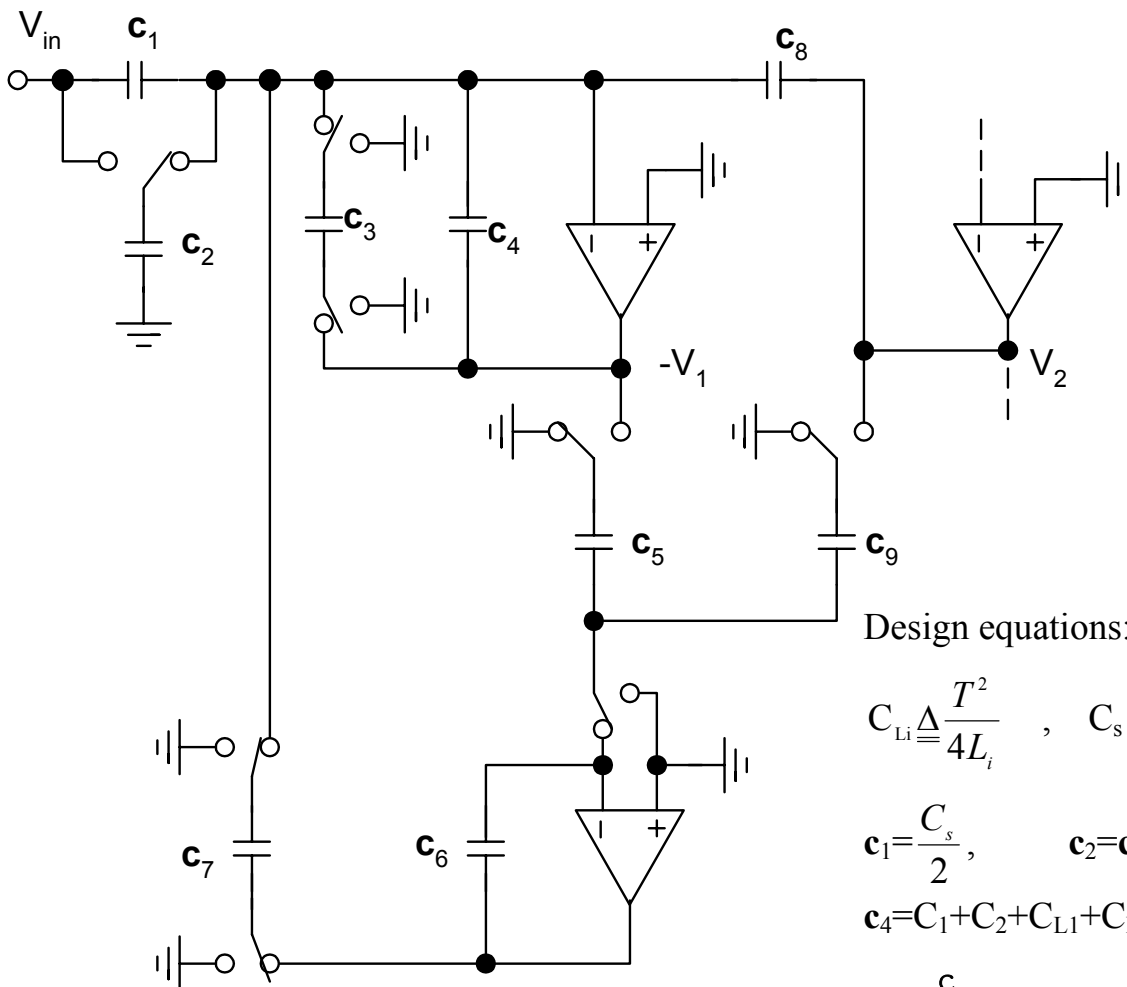 V_in
c_1
c_8
c_2
c_3
c_4
− +
− +
-V_1
V_2
c_5
c_9
Design equations:
C_Li ≜ T^2 / 4L_i , C_s
c_7
c_6
− +
c_1 = C_s / 2 , c_2 = c
c_4=C_1+C_2+C_L1+C
c